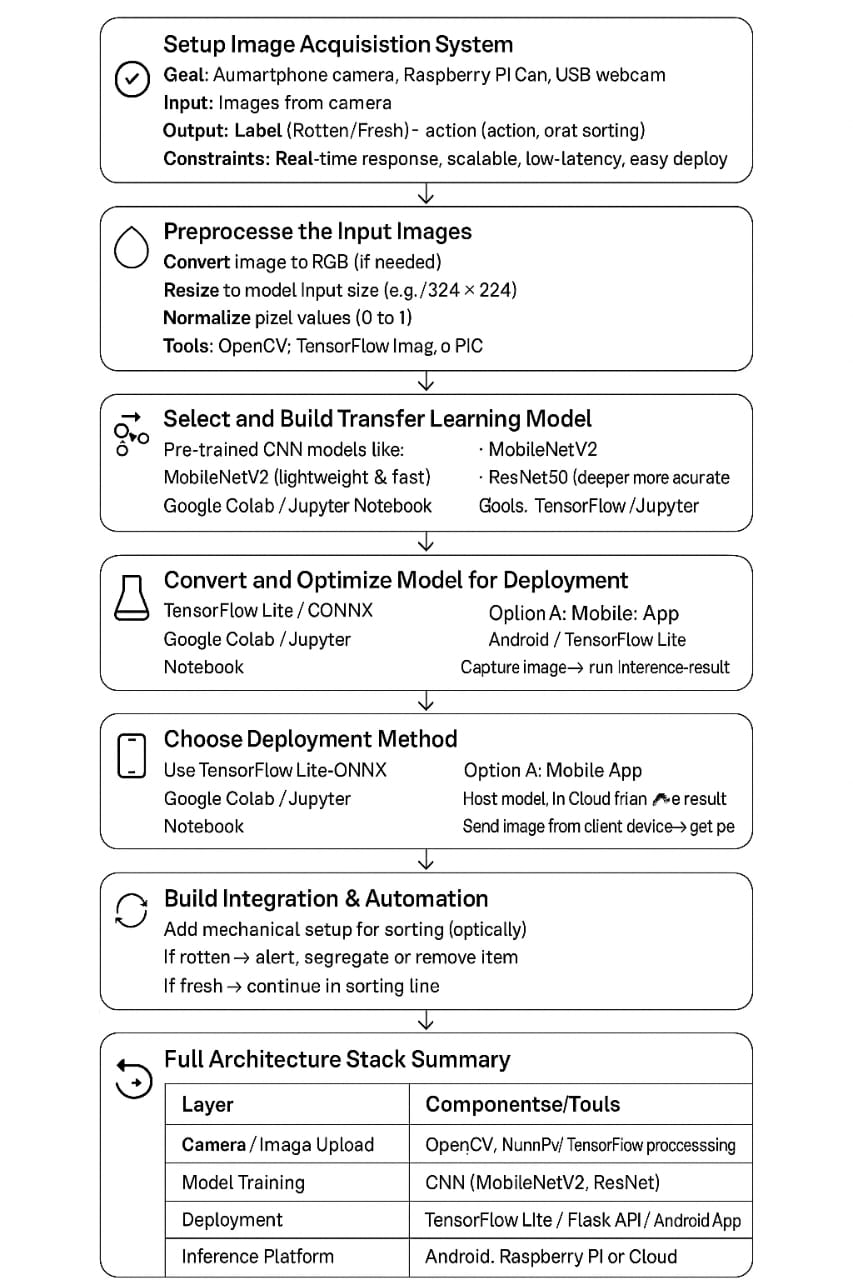 Setup Image Acquisistion System
Geal: Aumartphone camera, Raspberry PI Can, USB webcam
Input: Images from camera
Output: Label (Rotten/Fresh) - action (action, orat sorting)
Constraints: Real-time response, scalable, low-latency, easy deploy
Preprocesse the Input Images
Convert image to RGB (if needed)
Resize to model Input size (e.g./324 × 224)
Normalize pizel values (0 to 1)
Tools: OpenCV; TensorFlow Imag, o PIC
Select and Build Transfer Learning Model
Pre-trained CNN models like:
MobileNetV2 (lightweight & fast)
Google Colab / Jupyter Notebook
· MobileNetV2
· ResNet50 (deeper more acurate
Gools. TensorFlow /Jupyter
Convert and Optimize Model for Deployment
TensorFlow Lite / CONNX
Google Colab / Jupyter
Notebook
Oplion A: Mobile: App
Android / TensorFlow Lite
Capture image→ run Interence-result
Choose Deployment Method
Use TensorFlow Lite-ONNX
Google Colab / Jupyter
Notebook
Option A: Mobile App
Host model, In Cloud frian e result
Send image from client device→ get pe
Build Integration & Automation
Add mechanical setup for sorting (optically)
If rotten → alert, segregate or remove item
If fresh → continue in sorting line
Full Architecture Stack Summary
Layer Componentse/Touls
Camera / Imaga Upload OpenCV, NunnPv/ TensorFiow proccesssing
Model Training CNN (MobileNetV2, ResNet)
Deployment TensorFlow LIte / Flask API / Android App
Inference Platform Android. Raspberry PI or Cloud